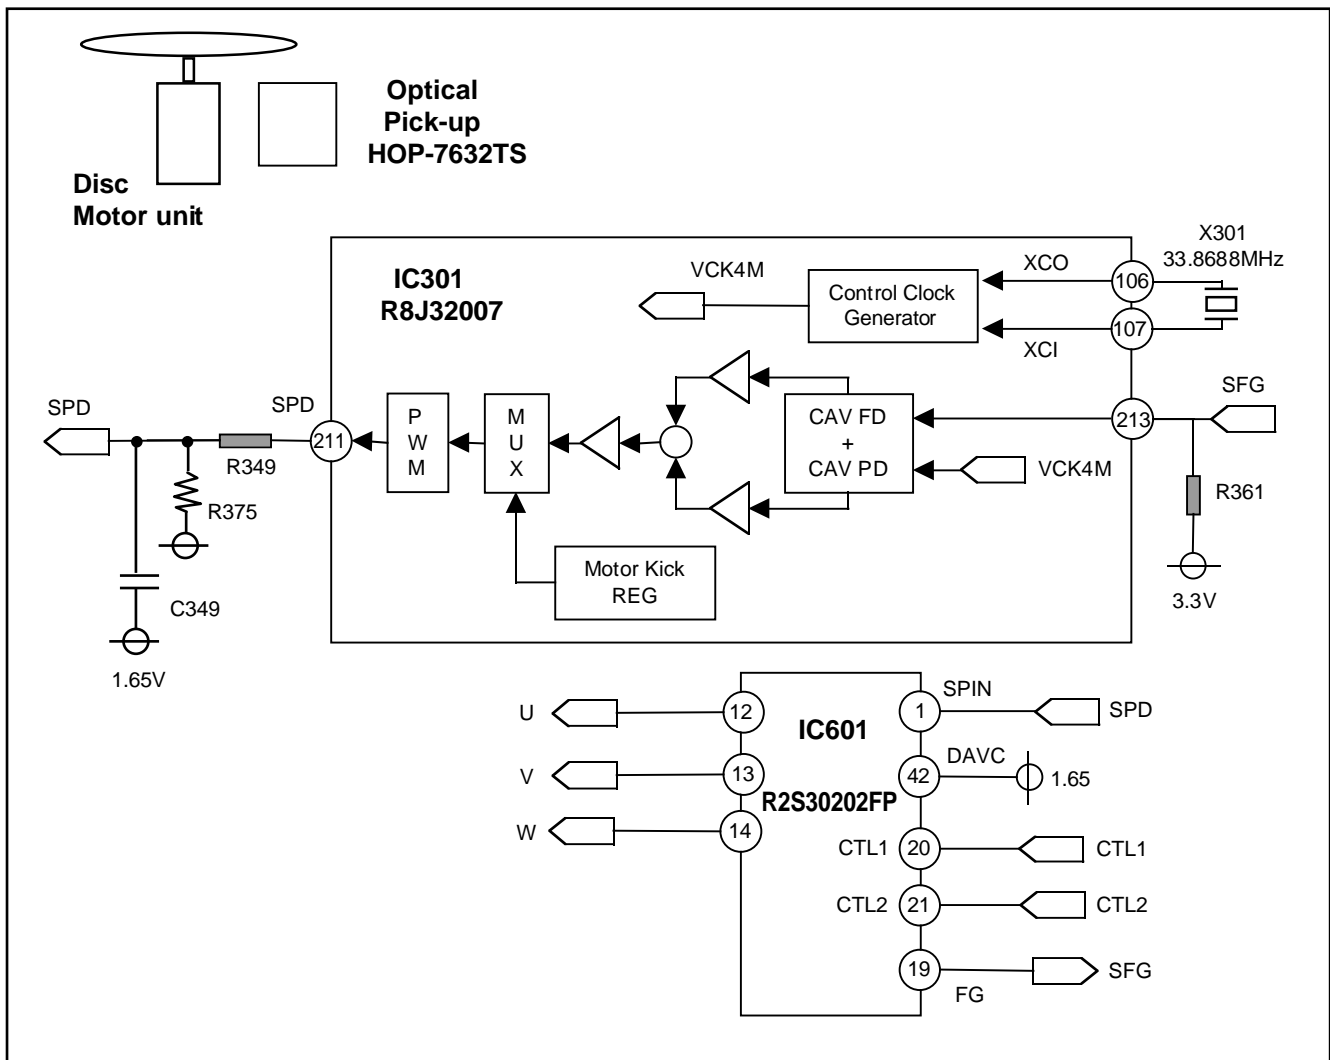 Optical
Pick-up
HOP-7632TS
Disc
Motor unit
IC301
R8J32007
VCK4M
Control Clock
Generator
XCO
106
X301
33.8688MHz
XCI
107
SPD
SPD
211
R349
R375
C349
1.65V
P
W
M
M
U
X
CAV FD
+
CAV PD
VCK4M
213
SFG
R361
3.3V
Motor Kick
REG
IC601
R2S30202FP
U
12
V
13
W
14
SPIN
1
SPD
DAVC
42
1.65
CTL1
20
CTL1
CTL2
21
CTL2
19
FG
SFG